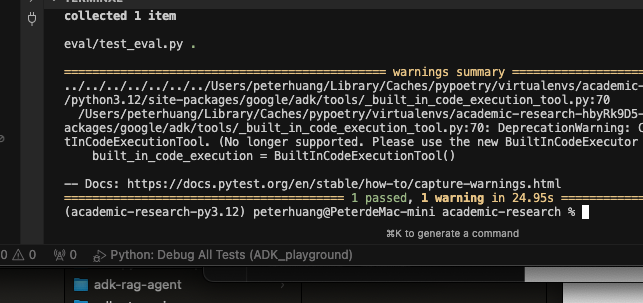 TERMINAL
collected 1 item
eval/test_eval.py .
============================================ warnings summary ==================
../../../../../../../Users/peterhuang/Library/Caches/pypoetry/virtualenvs/academic-
/python3.12/site-packages/google/adk/tools/_built_in_code_execution_tool.py:70
/Users/peterhuang/Library/Caches/pypoetry/virtualenvs/academic-research-hbyRk9D5-
ackages/google/adk/tools/_built_in_code_execution_tool.py:70: DeprecationWarning: C
tInCodeExecutionTool. (No longer supported. Please use the new BuiltInCodeExecutor
built_in_code_execution = BuiltInCodeExecutionTool()
-- Docs: https://docs.pytest.org/en/stable/how-to/capture-warnings.html
====================================== 1 passed, 1 warning in 24.95s ============
(academic-research-py3.12) peterhuang@PeterdeMac-mini academic-research %
⌘K to generate a command
0 0 0 Python: Debug All Tests (ADK_playground)
adk-rag-agent